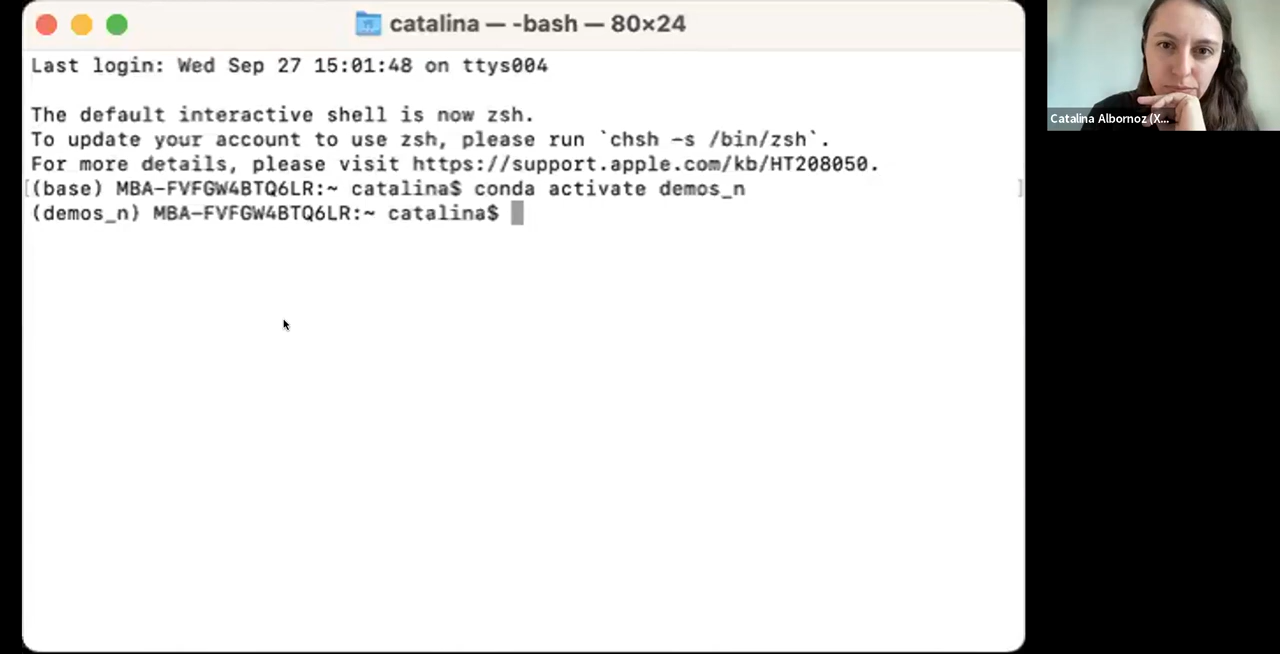 catalina — -bash — 80×24
Last login: Wed Sep 27 15:01:48 on ttys004
The default interactive shell is now zsh.
To update your account to use zsh, please run `chsh -s /bin/zsh`.
For more details, please visit https://support.apple.com/kb/HT208050.
[(base) MBA-FVFGW4BTQ6LR:~ catalina$ conda activate demos_n ]
(demos_n) MBA-FVFGW4BTQ6LR:~ catalina$
Catalina Albornoz (X...